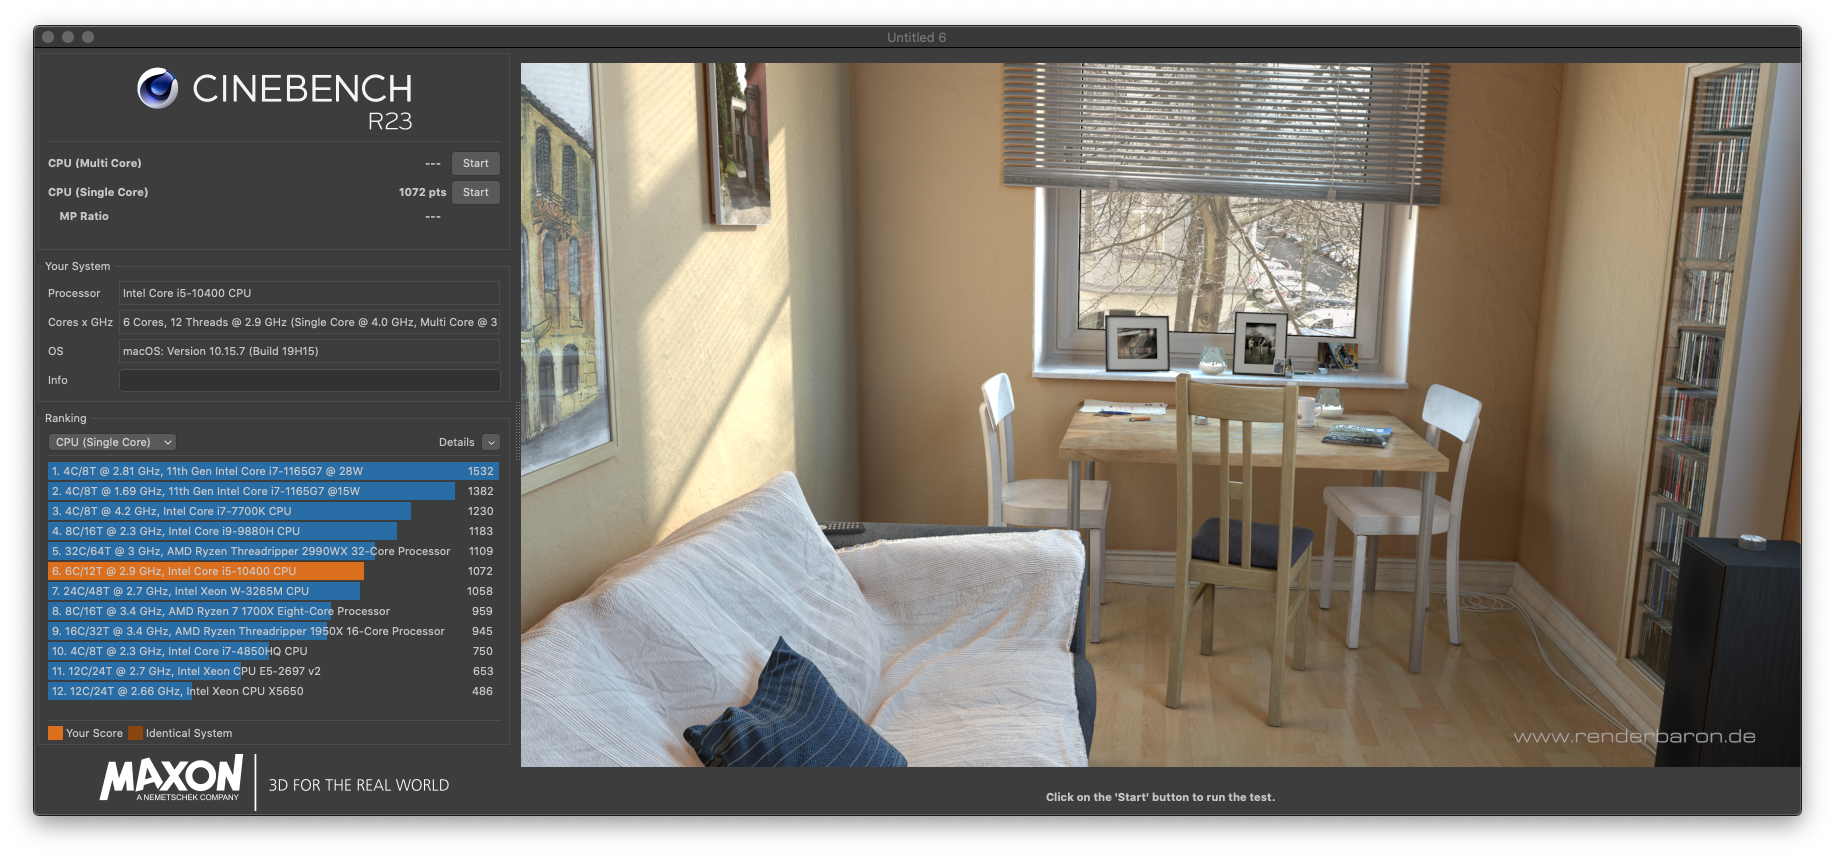 Untitled 6
CINEBENCH
R23
CPU (Multi Core) --- Start
CPU (Single Core) 1072 pts Start
MP Ratio ---
Your System
Processor Intel Core i5-10400 CPU
Cores x GHz 6 Cores, 12 Threads @ 2.9 GHz (Single Core @ 4.0 GHz, Multi Core @ 3
OS macOS: Version 10.15.7 (Build 19H15)
Info
Ranking
CPU (Single Core) Details
1. 4C/8T @ 2.81 GHz, 11th Gen Intel Core i7-1165G7 @ 28W 1532
2. 4C/8T @ 1.69 GHz, 11th Gen Intel Core i7-1165G7 @15W 1382
3. 4C/8T @ 4.2 GHz, Intel Core i7-7700K CPU 1230
4. 8C/16T @ 2.3 GHz, Intel Core i9-9880H CPU 1183
5. 32C/64T @ 3 GHz, AMD Ryzen Threadripper 2990WX 32-Core Processor 1109
6. 6C/12T @ 2.9 GHz, Intel Core i5-10400 CPU 1072
7. 24C/48T @ 2.7 GHz, Intel Xeon W-3265M CPU 1058
8. 8C/16T @ 3.4 GHz, AMD Ryzen 7 1700X Eight-Core Processor 959
9. 16C/32T @ 3.4 GHz, AMD Ryzen Threadripper 1950X 16-Core Processor 945
10. 4C/8T @ 2.3 GHz, Intel Core i7-4850HQ CPU 750
11. 12C/24T @ 2.7 GHz, Intel Xeon CPU E5-2697 v2 653
12. 12C/24T @ 2.66 GHz, Intel Xeon CPU X5650 486
Your Score Identical System
MAXON
A NEMETSCHEK COMPANY
3D FOR THE REAL WORLD
www.renderbaron.de
Click on the 'Start' button to run the test.